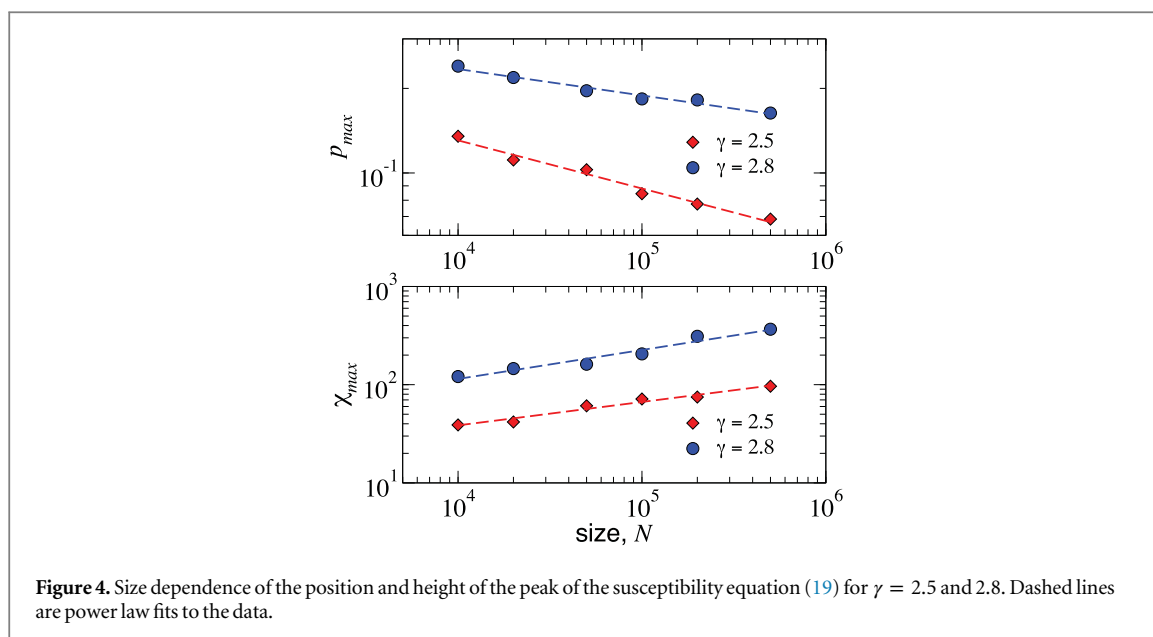 p_max
10^-1
γ = 2.5
γ = 2.8
10^4 10^5 10^6
χ_max
10^3
10^2
10^1
γ = 2.5
γ = 2.8
10^4 10^5 10^6
size, N
Figure 4. Size dependence of the position and height of the peak of the susceptibility equation (19) for γ = 2.5 and 2.8. Dashed lines
are power law fits to the data.